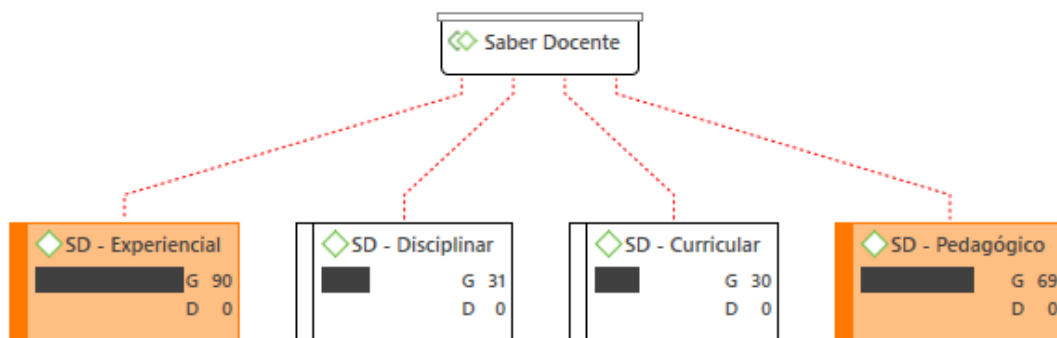 Saber Docente
SD - Experiencial
G 90
D 0
SD - Disciplinar
G 31
D 0
SD - Curricular
G 30
D 0
SD - Pedagógico
G 69
D 0